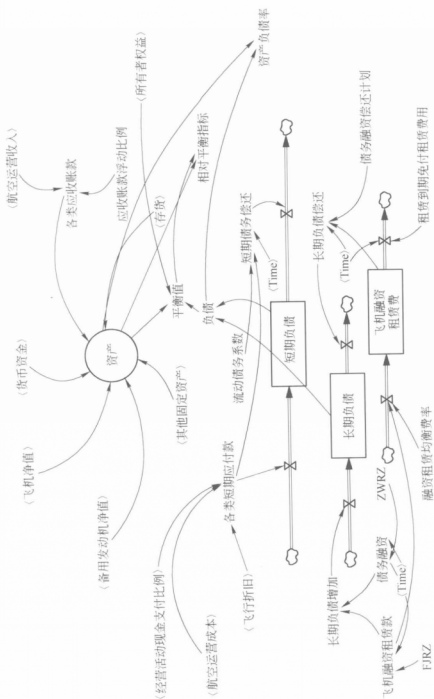 (航空运营收入)
各类应收账款
应收账款浮动比例
(所有者权益)
资产负债率
(货币资金)
(存货)
相对平衡指标
(飞机净值)
资产
平衡值
(备用发动机净值)
(其他固定资产)
负债
(经营活动现金支付比例)
(航空运营成本)
各类短期应付款
(飞行折旧)
流动债务系数
短期债务偿还
(Time)
短期负债
长期负债增加
长期负债
长期负债偿还
债务融资偿还计划
(Time)
飞机融资
租赁费
租赁到期免付租赁费用
债务融资
ZWRZ
(Time)
飞机融资租赁款
FJRZ
融资租赁均衡费率